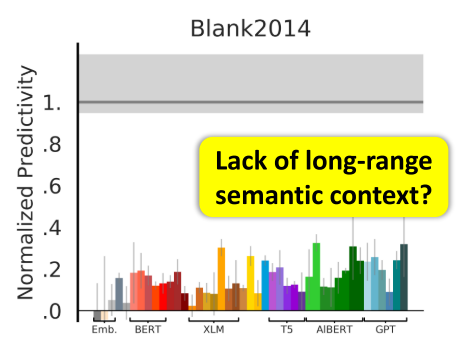 Blank2014
Normalized Predictivity
1.
.8
.6
.4
.2
.0
Lack of long-range
semantic context?
Emb.
BERT
XLM
T5
AlBERT
GPT